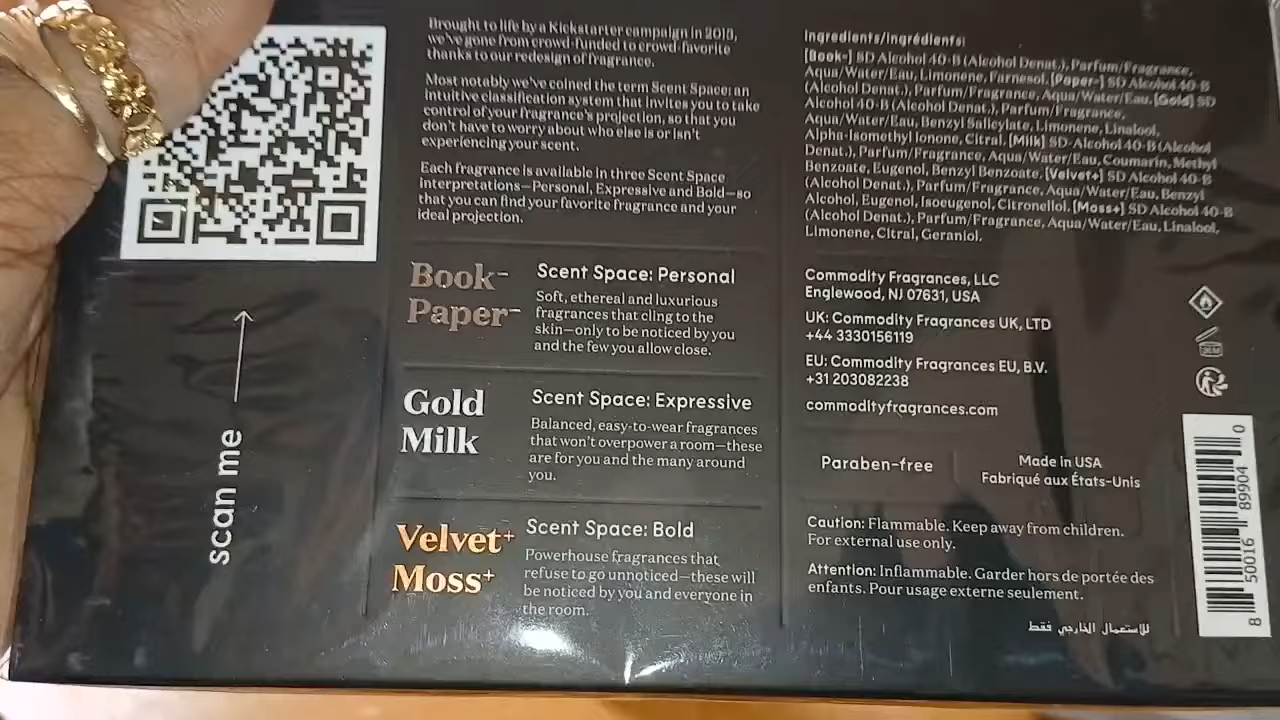 Brought to life by a Kickstarter campaign in 2013,
we've gone from crowd-funded to crowd-favorite
thanks to our redesign of fragrance.
Most notably we've coined the term Scent Space: an
intuitive classification system that invites you to take
control of your fragrance's projection, so that you
don't have to worry about who else is or isn't
experiencing your scent.
Each fragrance is available in three Scent Space
interpretations—Personal, Expressive and Bold—so
that you can find your favorite fragrance and your
ideal projection.
Book-
Paper-
Scent Space: Personal
Soft, ethereal and luxurious
fragrances that cling to the
skin—only to be noticed by you
and the few you allow close.
Gold
Milk
Scent Space: Expressive
Balanced, easy-to-wear fragrances
that won't overpower a room—these
are for you and the many around
you.
Velvet+
Moss+
Scent Space: Bold
Powerhouse fragrances that
refuse to go unnoticed—these will
be noticed by you and everyone in
the room.
scan me
Ingredients/ingrédients:
[Book-] SD Alcohol 40-B (Alcohol Denat.), Parfum/Fragrance,
Aqua/Water/Eau, Limonene, Farnesol. [Paper-] SD Alcohol 40-B
(Alcohol Denat.), Parfum/Fragrance, Aqua/Water/Eau. [Gold] SD
Alcohol 40-B (Alcohol Denat.), Parfum/Fragrance,
Aqua/Water/Eau, Benzyl Salicylate, Limonene, Linalool,
Alpha-Isomethyl Ionone, Citral. [Milk] SD-Alcohol 40-B (Alcohol
Denat.), Parfum/Fragrance, Aqua/Water/Eau, Coumarin, Methyl
Benzoate, Eugenol, Benzyl Benzoate. [Velvet+] SD Alcohol 40-B
(Alcohol Denat.), Parfum/Fragrance, Aqua/Water/Eau, Benzyl
Alcohol, Eugenol, Isoeugenol, Citronellol. [Moss+] SD Alcohol 40-B
(Alcohol Denat.), Parfum/Fragrance, Aqua/Water/Eau, Linalool,
Limonene, Citral, Geraniol.
Commodity Fragrances, LLC
Englewood, NJ 07631, USA
UK: Commodity Fragrances UK, LTD
+44 3330156119
EU: Commodity Fragrances EU, B.V.
+31 203082238
commodityfragrances.com
Paraben-free
Made in USA
Fabriqué aux États-Unis
Caution: Flammable. Keep away from children.
For external use only.
Attention: Inflammable. Garder hors de portée des
enfants. Pour usage externe seulement.
للاستعمال الخارجي فقط
8 50016 89904 0